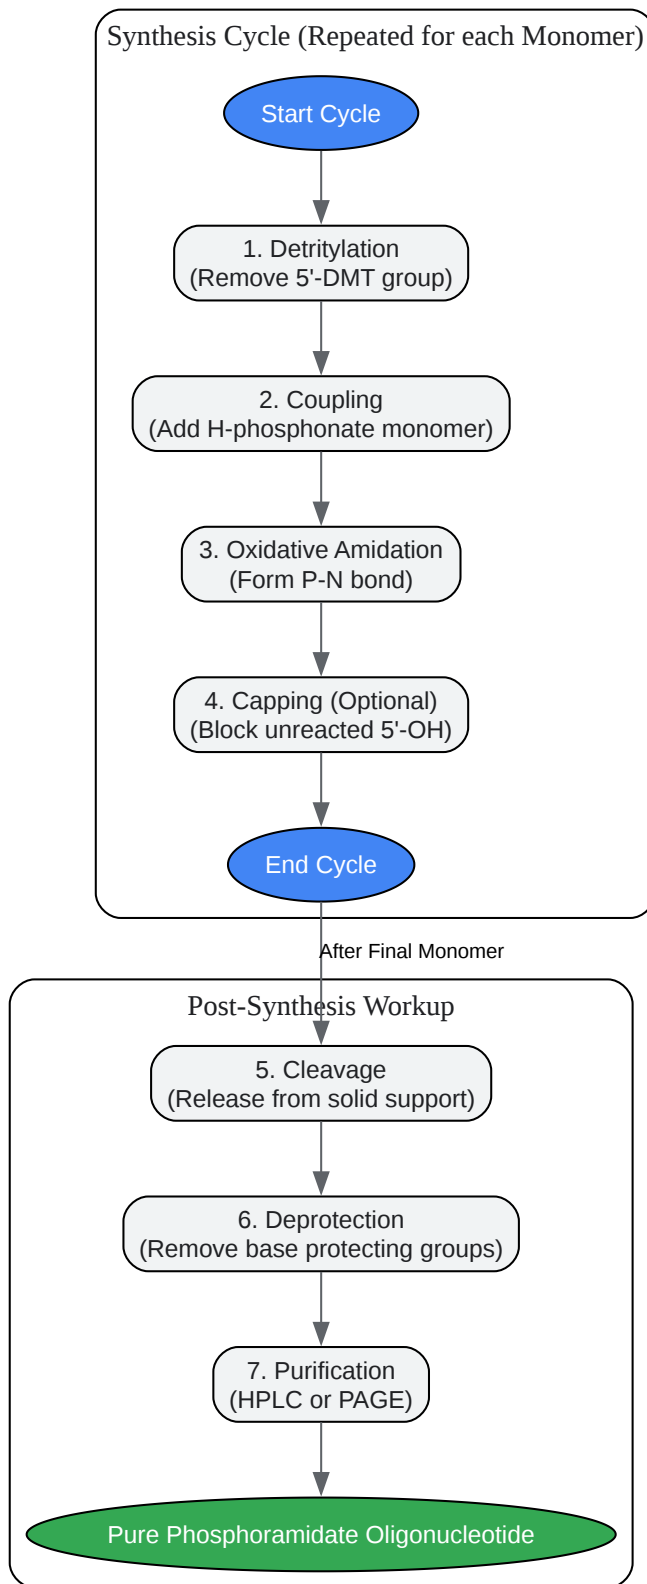 Synthesis Cycle (Repeated for each Monomer)
Start Cycle
1. Detritylation
(Remove 5'-DMT group)
2. Coupling
(Add H-phosphonate monomer)
3. Oxidative Amidation
(Form P-N bond)
4. Capping (Optional)
(Block unreacted 5'-OH)
End Cycle
After Final Monomer
Post-Synthesis Workup
5. Cleavage
(Release from solid support)
6. Deprotection
(Remove base protecting groups)
7. Purification
(HPLC or PAGE)
Pure Phosphoramidate Oligonucleotide